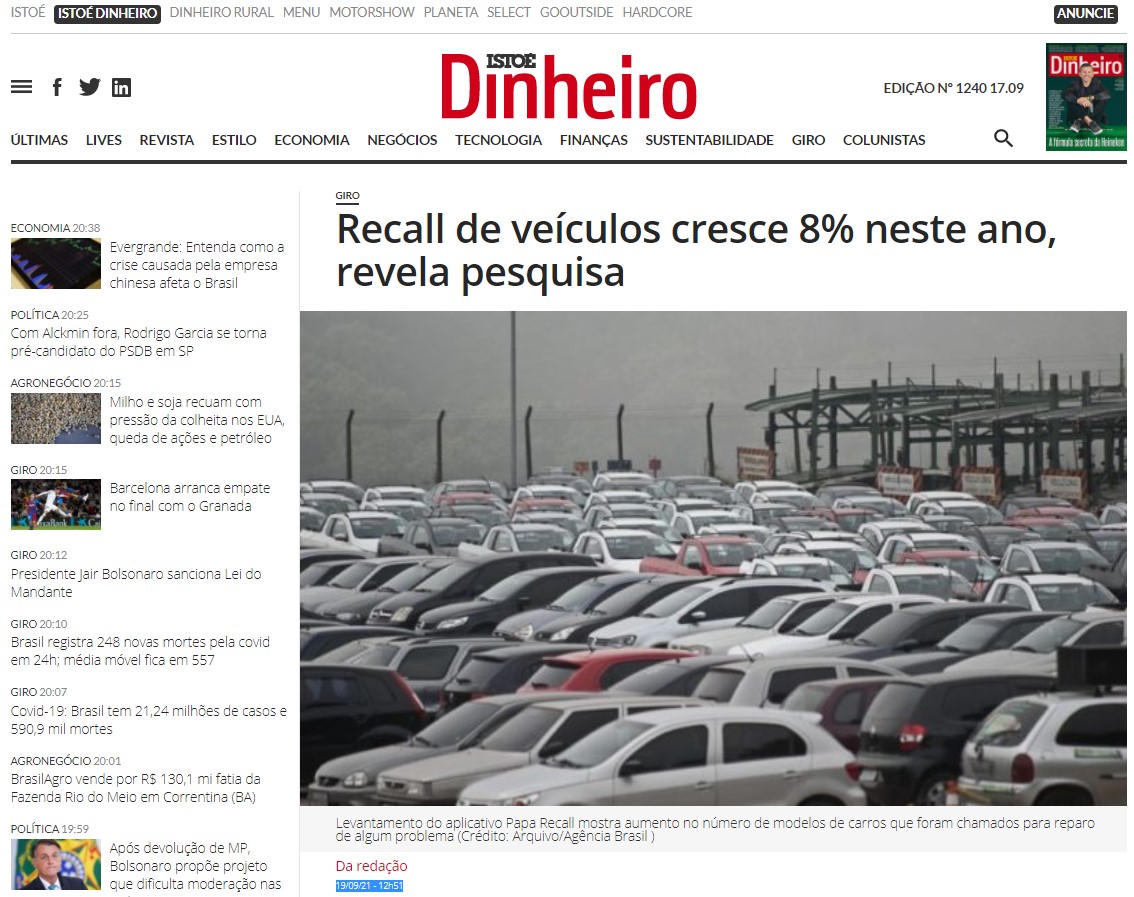 ISTOÉ ISTOÉ DINHEIRO DINHEIRO RURAL MENU MOTORSHOW PLANETA SELECT GOOUTSIDE HARDCORE ANUNCIE
ISTOÉ
Dinheiro
EDIÇÃO Nº 1240 17.09
Dinheiro
A fórmula secreta da Heineken
ÚLTIMAS LIVES REVISTA ESTILO ECONOMIA NEGÓCIOS TECNOLOGIA FINANÇAS SUSTENTABILIDADE GIRO COLUNISTAS
ECONOMIA 20:38
Evergrande: Entenda como a
crise causada pela empresa
chinesa afeta o Brasil
POLÍTICA 20:25
Com Alckmin fora, Rodrigo Garcia se torna
pré-candidato do PSDB em SP
AGRONEGÓCIO 20:15
Milho e soja recuam com
pressão da colheita nos EUA,
queda de ações e petróleo
GIRO 20:15
Barcelona arranca empate
no final com o Granada
GIRO 20:12
Presidente Jair Bolsonaro sanciona Lei do
Mandante
GIRO 20:10
Brasil registra 248 novas mortes pela covid
em 24h; média móvel fica em 557
GIRO 20:07
Covid-19: Brasil tem 21,24 milhões de casos e
590,9 mil mortes
AGRONEGÓCIO 20:01
BrasilAgro vende por R$ 130,1 mi fatia da
Fazenda Rio do Meio em Correntina (BA)
POLÍTICA 19:59
Após devolução de MP,
Bolsonaro propõe projeto
que dificulta moderação nas
GIRO
Recall de veículos cresce 8% neste ano,
revela pesquisa
Levantamento do aplicativo Papa Recall mostra aumento no número de modelos de carros que foram chamados para reparo
de algum problema (Crédito: Arquivo/Agência Brasil )
Da redação
19/09/21 - 12h51